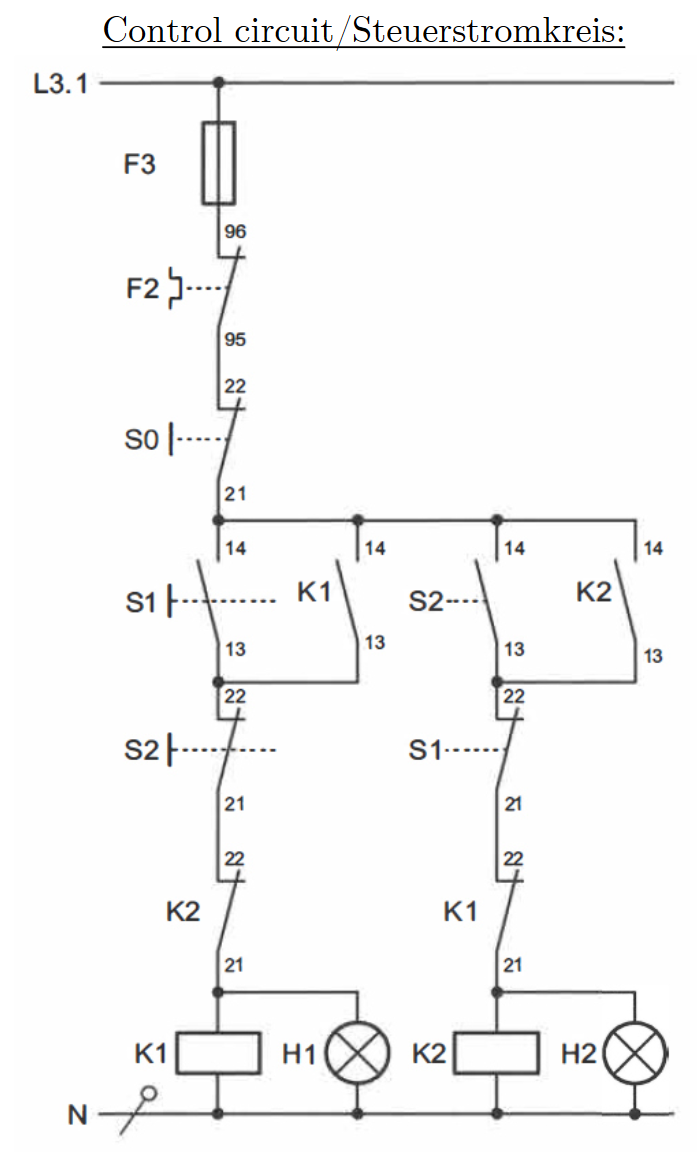 Control circuit/Steuerstromkreis:
L3.1
F3
96
F2
95
22
S0
21
14 14 14 14
S1 K1 S2 K2
13 13 13 13
22 22
S2 S1
21 21
22 22
K2 K1
21 21
K1 H1 K2 H2
N